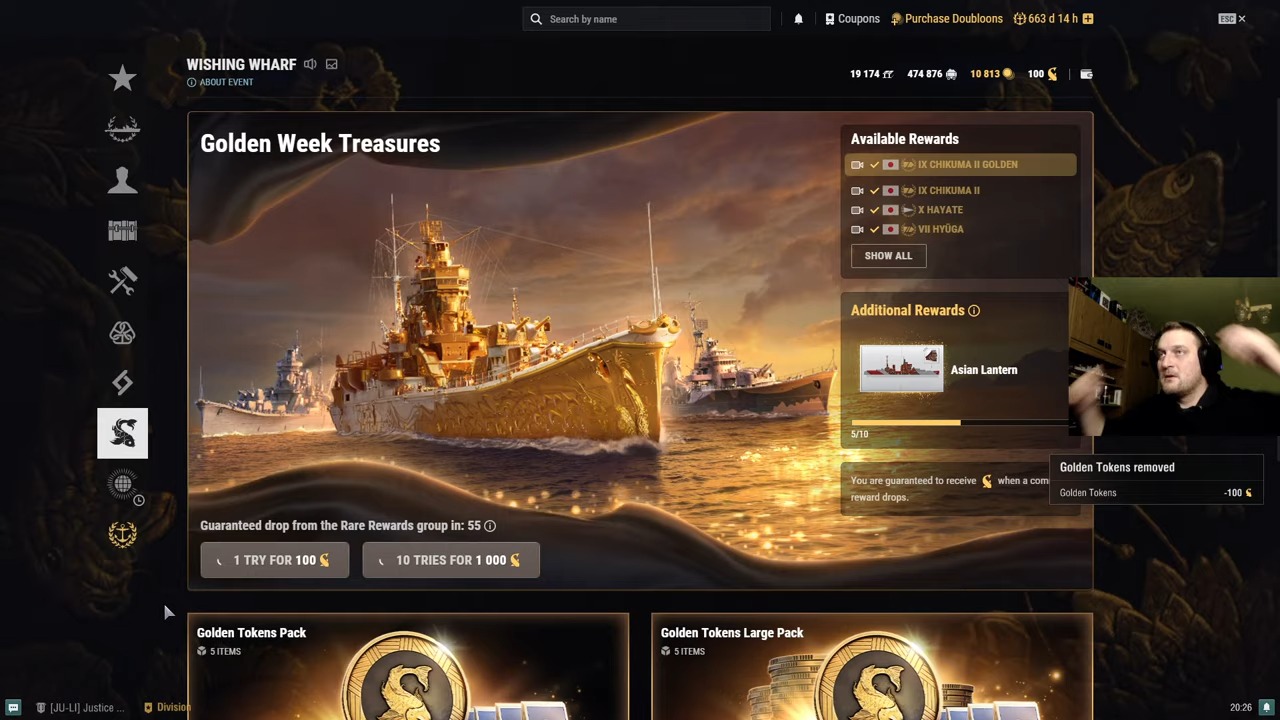 Search by name
Coupons
Purchase Doubloons
663 d 14 h
ESC
WISHING WHARF
ABOUT EVENT
19 174
474 876
10 813
100
Golden Week Treasures
Available Rewards
IX CHIKUMA II GOLDEN
IX CHIKUMA II
X HAYATE
VII HYŪGA
SHOW ALL
Additional Rewards
Asian Lantern
5/10
You are guaranteed to receive when a com
reward drops.
Golden Tokens removed
Golden Tokens -100
Guaranteed drop from the Rare Rewards group in: 55
1 TRY FOR 100
10 TRIES FOR 1 000
Golden Tokens Pack
5 ITEMS
Golden Tokens Large Pack
5 ITEMS
[JU-LI] Justice ...
Division
20:26